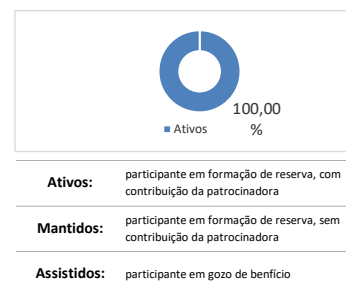 100,00
%
Ativos
Ativos:
participante em formação de reserva, com
contribuição da patrocinadora
Mantidos:
participante em formação de reserva, sem
contribuição da patrocinadora
Assistidos:
participante em gozo de benfício